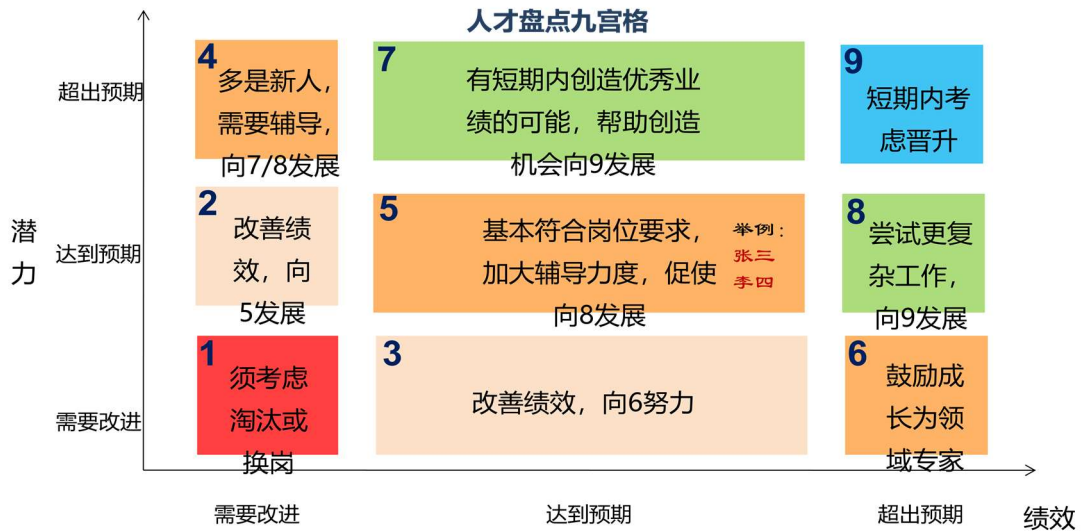 人才盘点九宫格
4
多是新人，
需要辅导，
向7/8发展
7
有短期内创造优秀业
绩的可能，帮助创造
机会向9发展
9
短期内考
虑晋升
超出预期
2
改善绩
效，向
5发展
5
基本符合岗位要求，
加大辅导力度，促使
向8发展
举例：
张三
李四
8
尝试更复
杂工作，
向9发展
潜
力
达到预期
1
须考虑
淘汰或
换岗
3
改善绩效，向6努力
6
鼓励成
长为领
域专家
需要改进
需要改进
达到预期
超出预期
绩效